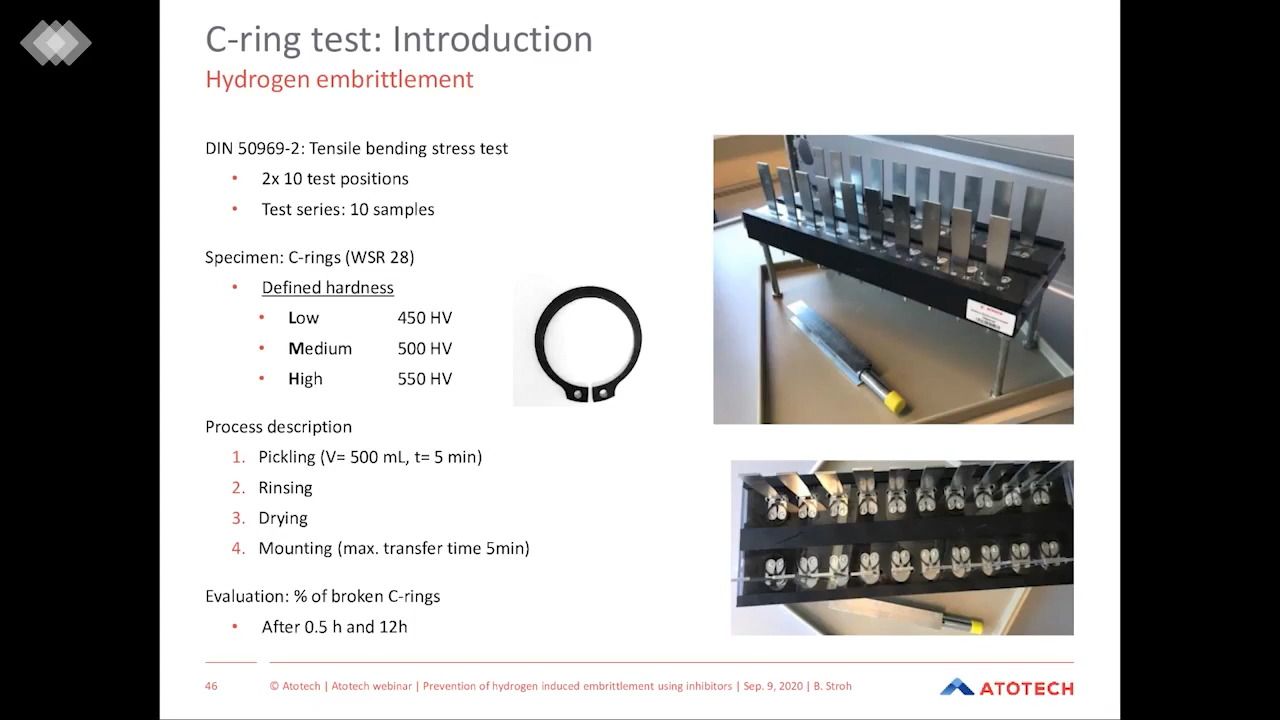 C-ring test: Introduction
Hydrogen embrittlement
DIN 50969-2: Tensile bending stress test
• 2x 10 test positions
• Test series: 10 samples
Specimen: C-rings (WSR 28)
• Defined hardness
• Low 450 HV
• Medium 500 HV
• High 550 HV
Process description
1. Pickling (V= 500 mL, t= 5 min)
2. Rinsing
3. Drying
4. Mounting (max. transfer time 5min)
Evaluation: % of broken C-rings
• After 0.5 h and 12h
46 © Atotech | Atotech webinar | Prevention of hydrogen induced embrittlement using inhibitors | Sep. 9, 2020 | B. Stroh
ATOTECH